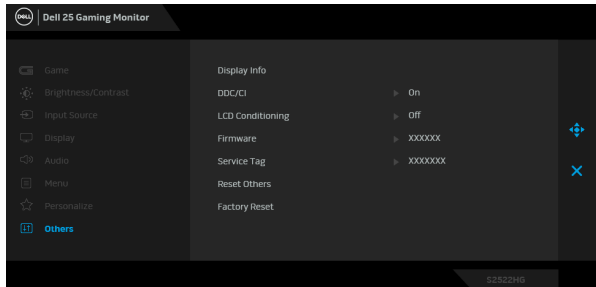 DELL
Dell 25 Gaming Monitor
Game
Brightness/Contrast
Input Source
Display
Audio
Menu
Personalize
Others
Display Info
DDC/CI On
LCD Conditioning Off
Firmware XXXXXX
Service Tag XXXXXXX
Reset Others
Factory Reset
S2522HG